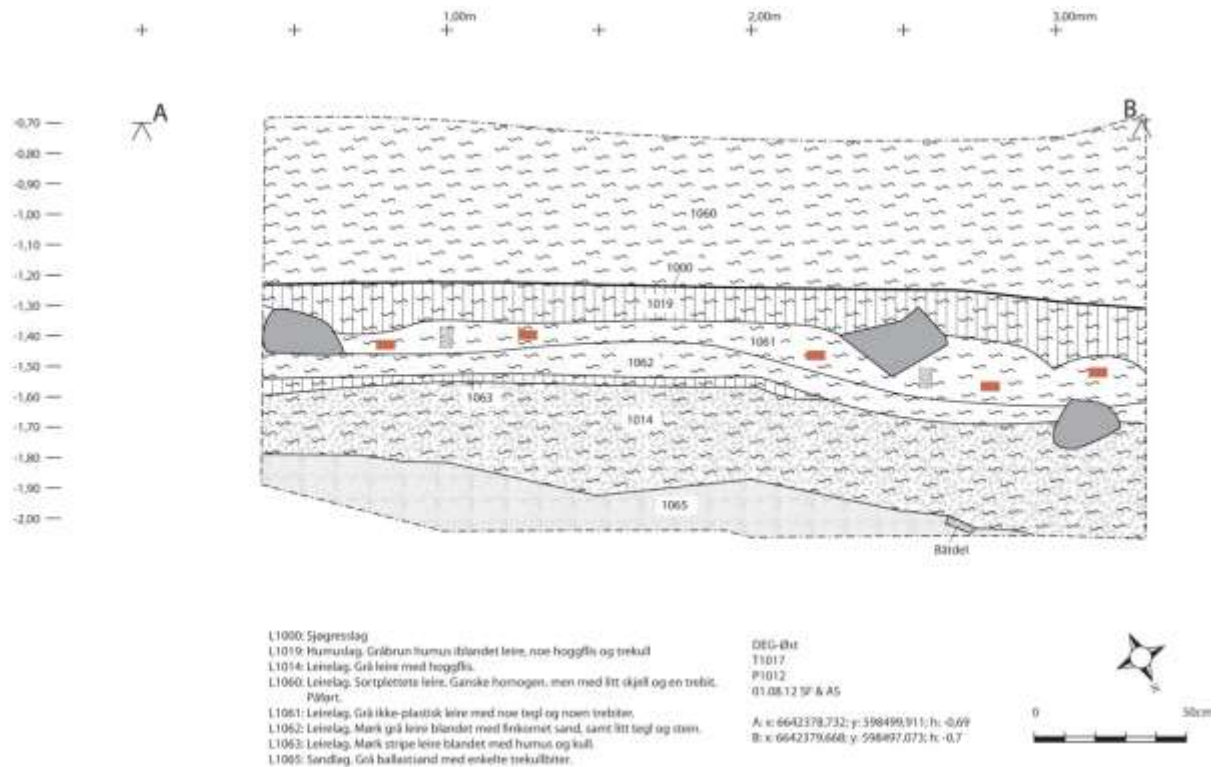 1,00m 2,00m 3,00mm
A B
-0,70
-0,80
-0,90
-1,00
-1,10
-1,20
-1,30
-1,40
-1,50
-1,60
-1,70
-1,80
-1,90
-2,00
1060
1000
1019
1061
1062
1063
1014
1065
Båtdel
L1000: Sjøgresslag
L1019: Humuslag. Gråbrun humus iblandet leire, noe hoggflis og trekull
L1014: Leirelag. Grå leire med hoggflis.
L1060: Leirelag. Sortplettete leire. Ganske homogen, men med litt skjell og en trebit.
Påført.
L1061: Leirelag. Grå ikke-plastisk leire med noe tegl og noen trebiter.
L1062: Leirelag. Mørk grå leire blandet med finkornet sand, samt litt tegl og stein.
L1063: Leirelag. Mørk stripe leire blandet med humus og kull.
L1065: Sandlag. Grå ballastsand med enkelte trekullbiter.
DEG-Øst
T1017
P1012
01.08.12 SF & AS
A: x: 6642378,732; y: 598499,911; h: -0,69
B: x: 6642379,668; y: 598497,073; h: -0,7
N
0 50cm